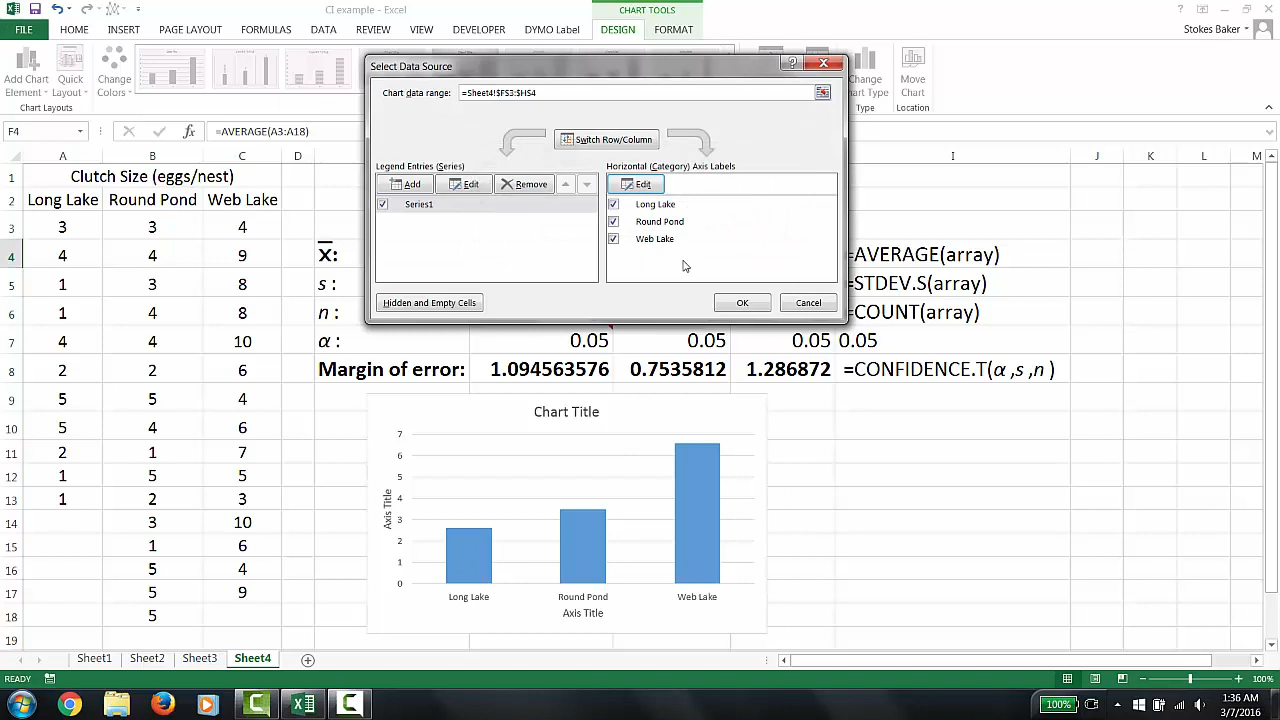 CI example - Excel
CHART TOOLS
FILE HOME INSERT PAGE LAYOUT FORMULAS DATA REVIEW VIEW DEVELOPER DYMO Label DESIGN FORMAT
Stokes Baker
Add Chart Element
Quick Layout
Change Colors
Chart Layouts
Change Chart Type
Type
Move Chart
Location
Select Data Source
Chart data range: =Sheet4!$F$3:$H$4
Switch Row/Column
Legend Entries (Series)
Add Edit Remove
Series1
Horizontal (Category) Axis Labels
Edit
Long Lake
Round Pond
Web Lake
Hidden and Empty Cells
OK Cancel
F4 fx =AVERAGE(A3:A18)
A B C D I J K L M
1 Clutch Size (eggs/nest)
2 Long Lake Round Pond Web Lake
3 3 3 4
4 4 4 9 X: =AVERAGE(array)
5 1 3 8 s : =STDEV.S(array)
6 1 4 8 n : =COUNT(array)
7 4 4 10 α : 0.05 0.05 0.05 0.05
8 2 2 6 Margin of error: 1.094563576 0.7535812 1.286872 =CONFIDENCE.T(α ,s ,n )
9 5 5 4
10 5 4 6
11 2 1 7
12 1 5 5
13 1 2 3
14 3 10
15 1 6
16 5 4
17 5 9
18 5
19
Chart Title
7
6
5
4
3
2
1
0
Axis Title
Long Lake Round Pond Web Lake
Axis Title
Sheet1 Sheet2 Sheet3 Sheet4
READY
100%
100%
1:36 AM
3/7/2016